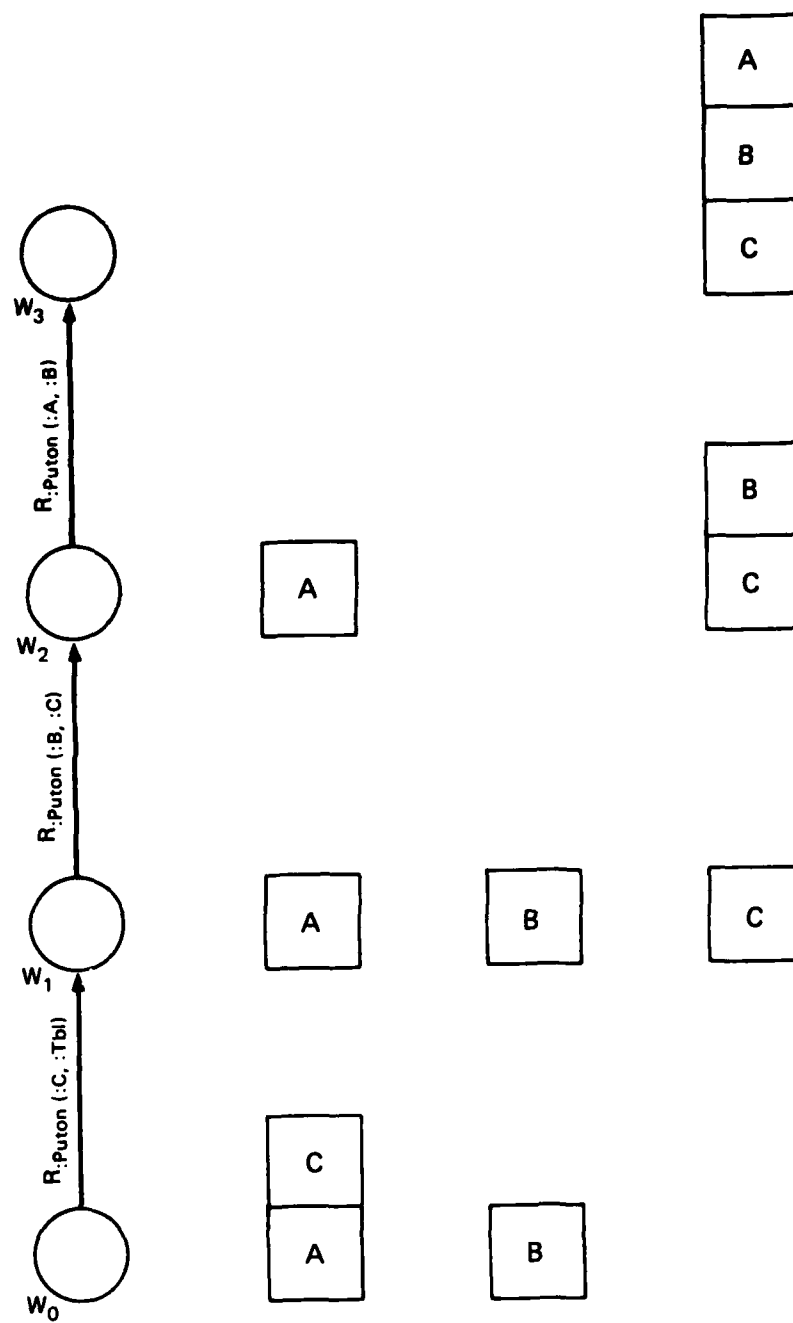 A
B
C
W3
R:Puton (:A, :B)
B
A
C
W2
R:Puton (:B, :C)
A
B
C
W1
R:Puton (:C, :Tbl)
C
A
B
W0